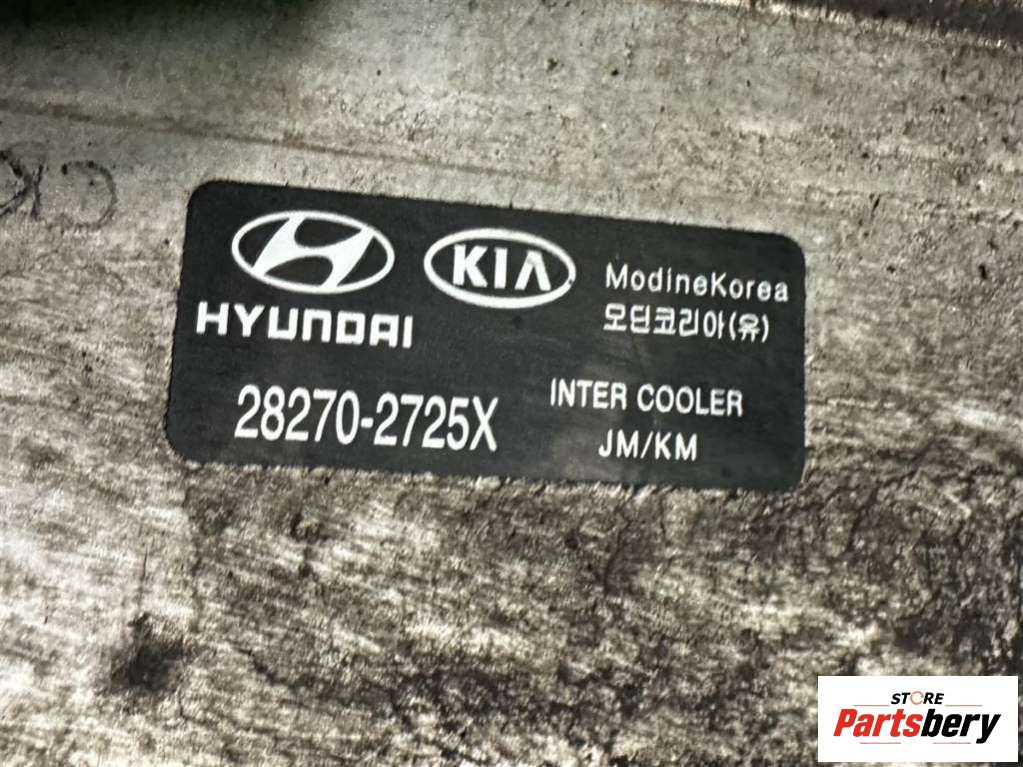 HYUNDAI
KIA
ModineKorea
모딘코리아(유)
28270-2725X
INTER COOLER
JM/KM
STORE
Partsbery